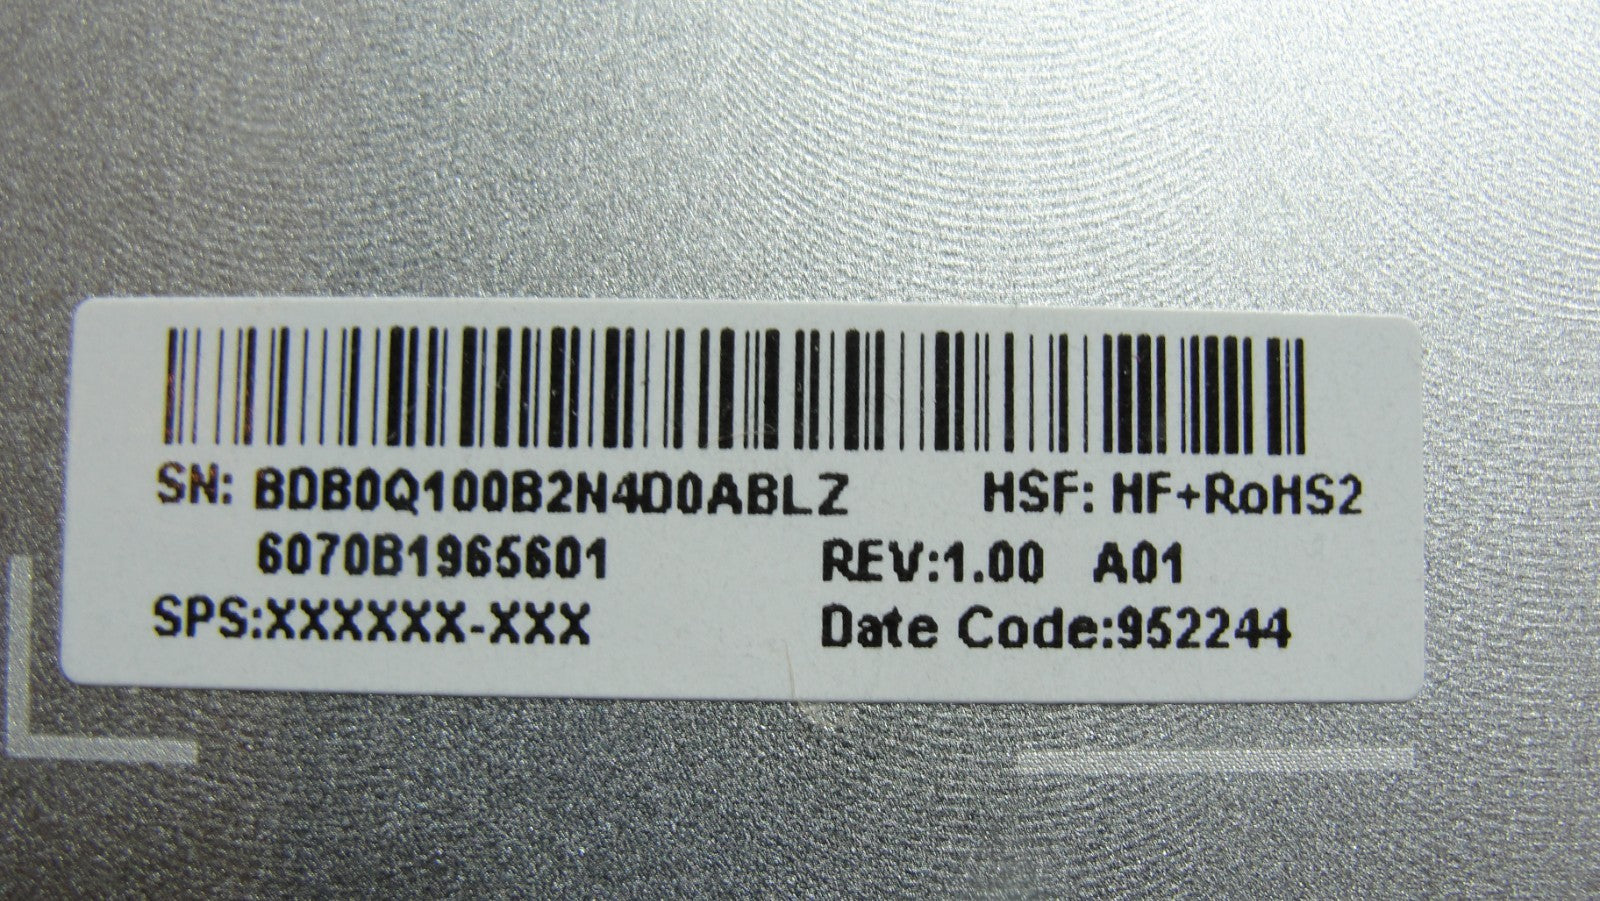 SN: BDB0Q100B2N4D0ABLZ HSF: HF+RoHS2
6070B1965601 REV:1.00 A01
SPS:XXXXXX-XXX Date Code:952244